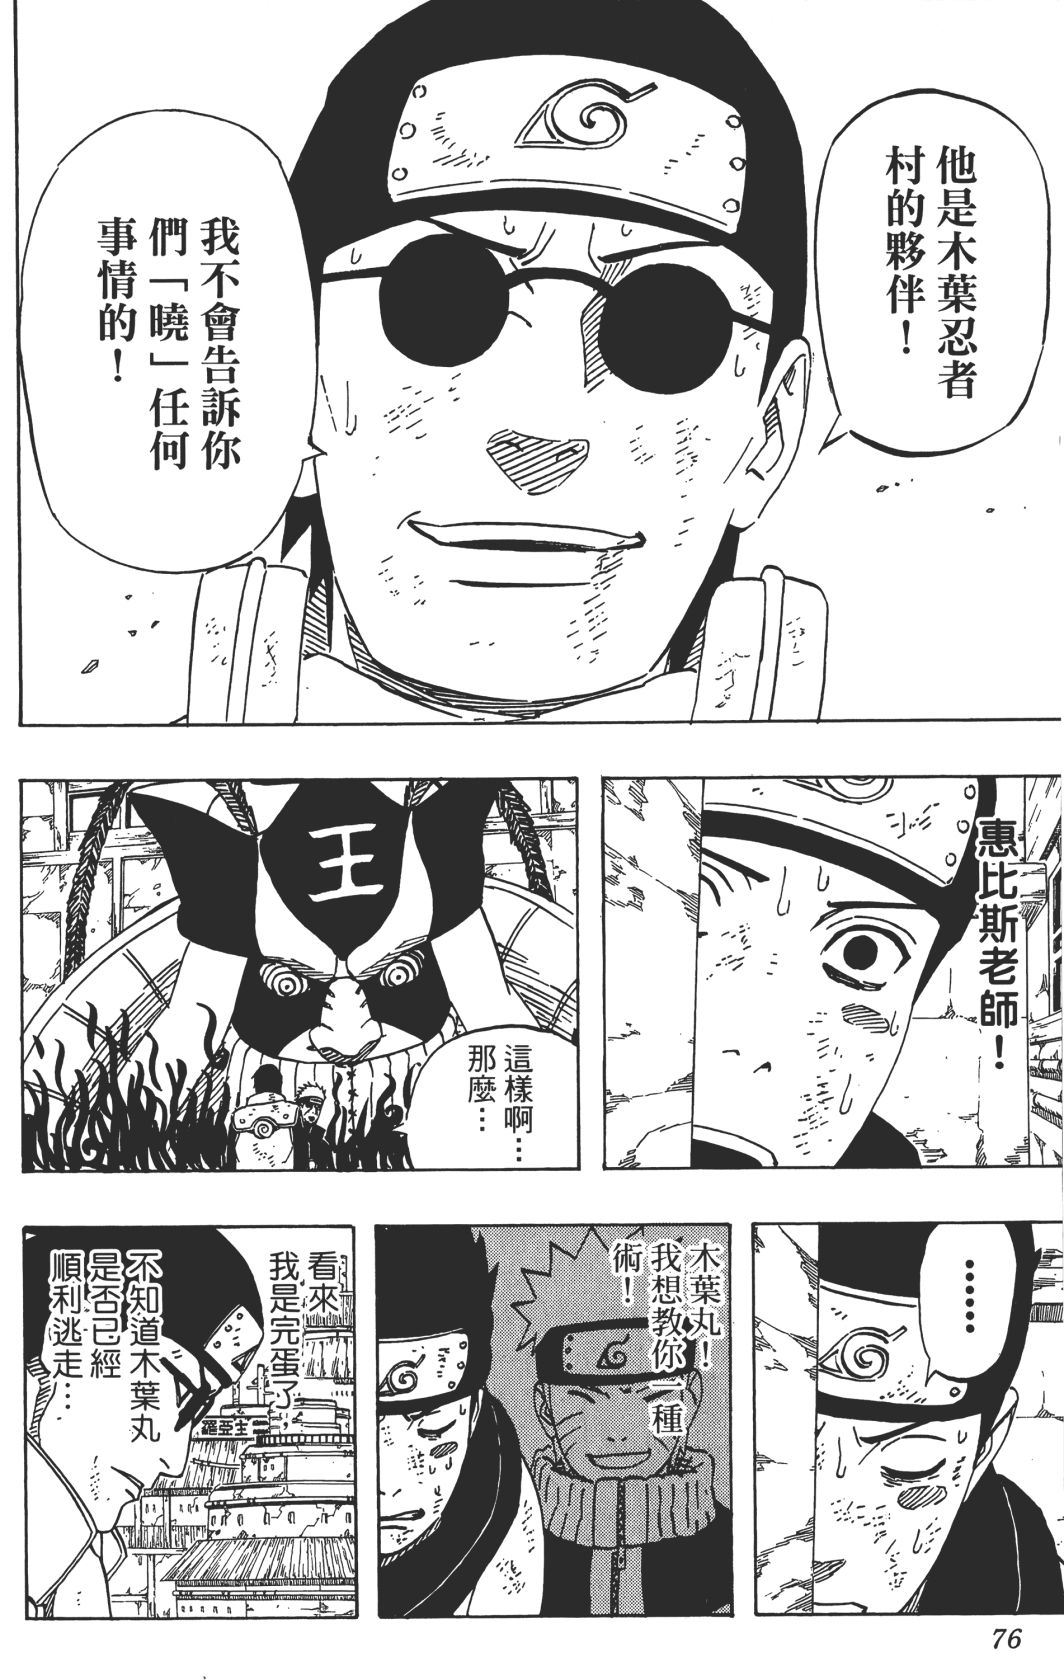 他是木葉忍者
村的夥伴！
我不會告訴你
們「曉」任何
事情的！
惠比斯老師！
王
這樣啊…
那麼…
……
木葉丸！
我想教你一種
術！
看來
我是完蛋了，
不知道木葉丸
是否已經
順利逃走…
76